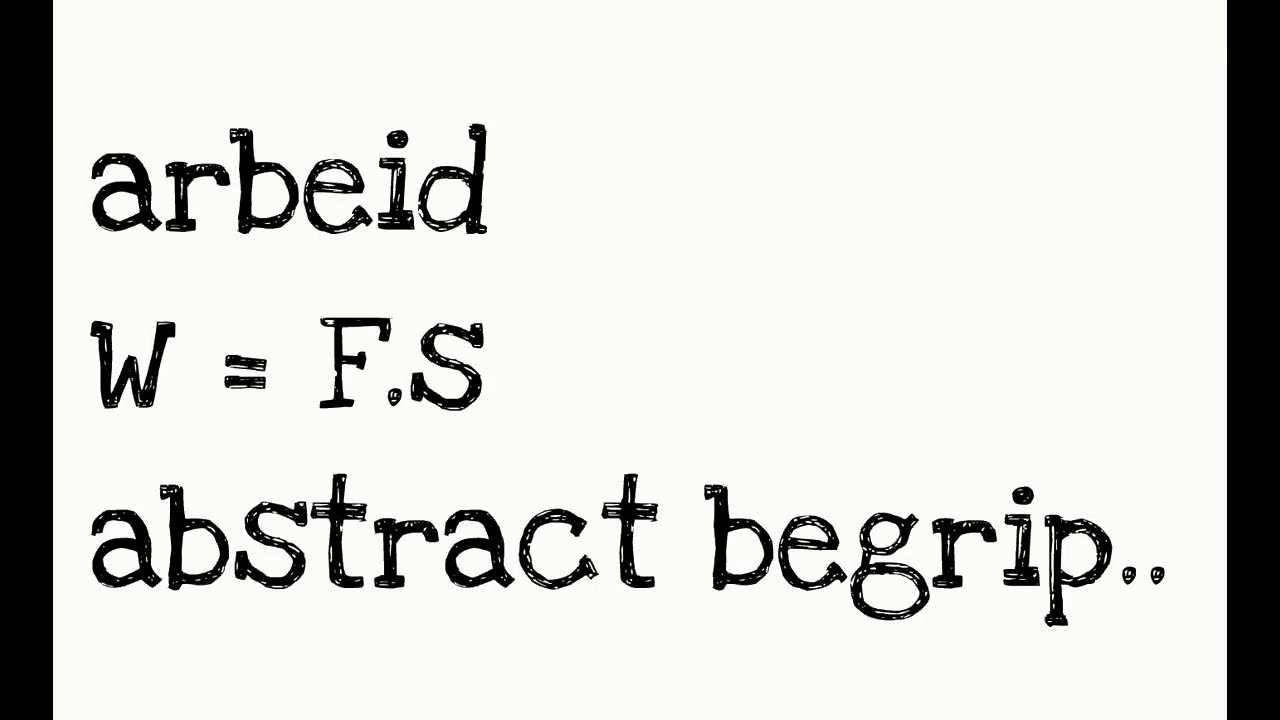 arbeid
W = F.S
abstract begrip..